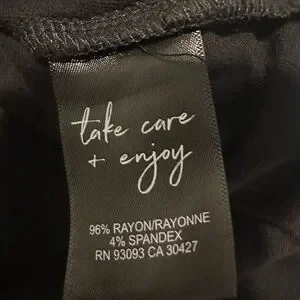 take care
+ enjoy
96% RAYON/RAYONNE
4% SPANDEX
RN 93093 CA 30427